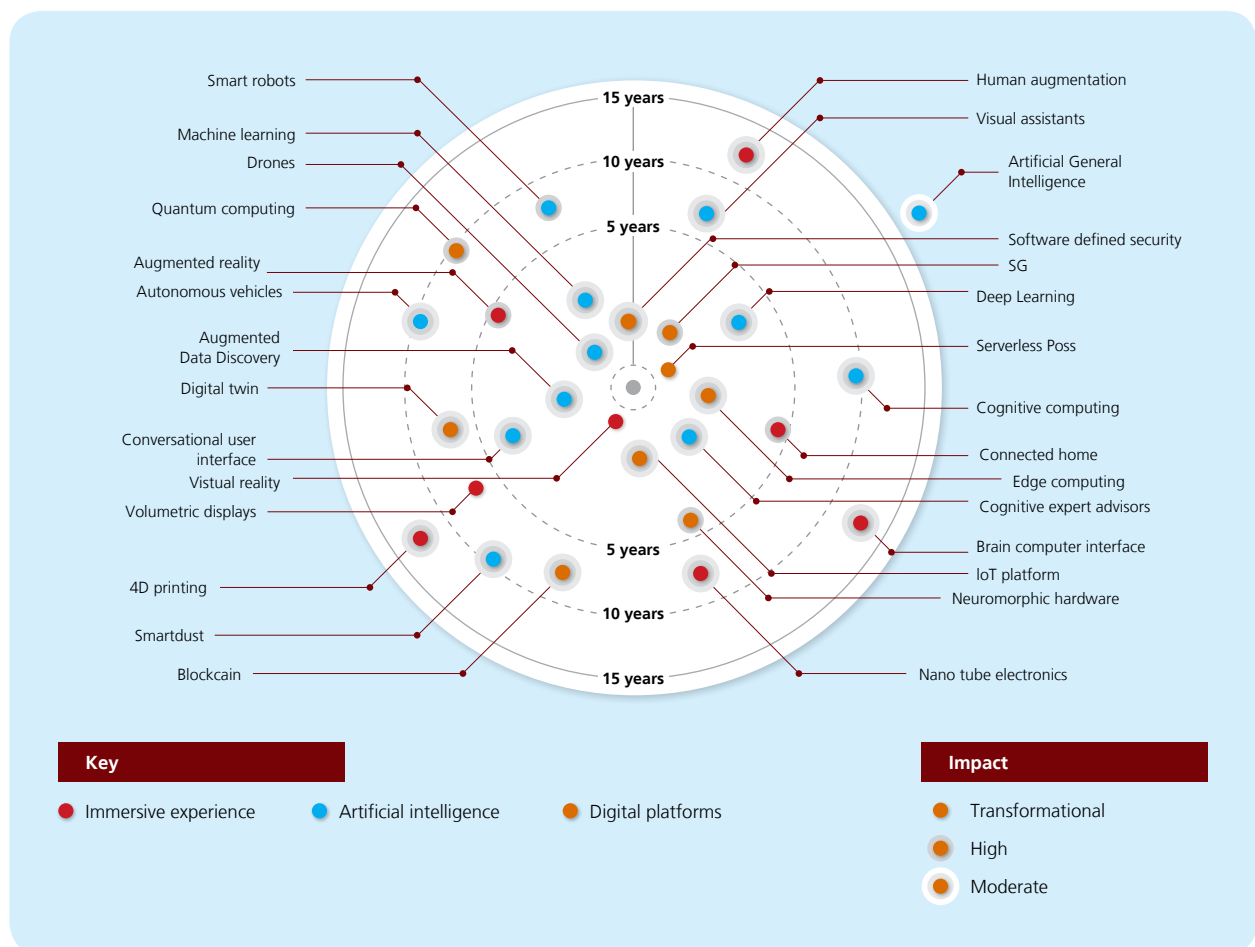 Smart robots
Machine learning
Drones
Quantum computing
Augmented reality
Autonomous vehicles
Augmented
Data Discovery
Digital twin
Conversational user
interface
Vistual reality
Volumetric displays
4D printing
Smartdust
Blockcain
15 years
10 years
5 years
5 years
10 years
15 years
Human augmentation
Visual assistants
Artificial General
Intelligence
Software defined security
SG
Deep Learning
Serverless Poss
Cognitive computing
Connected home
Edge computing
Cognitive expert advisors
Brain computer interface
IoT platform
Neuromorphic hardware
Nano tube electronics
Key
Immersive experience
Artificial intelligence
Digital platforms
Impact
Transformational
High
Moderate